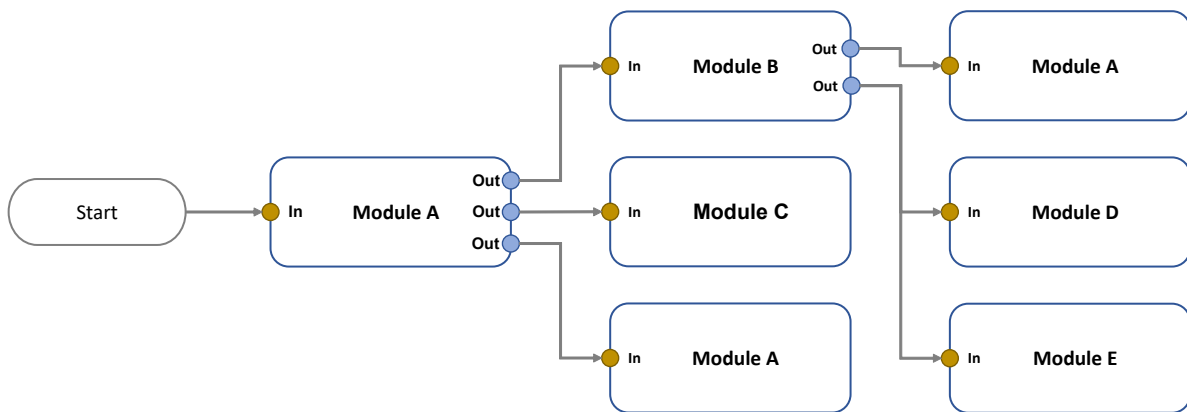 Start
In
Module A
Out
Out
Out
In
Module B
Out
Out
In
Module C
In
Module A
In
Module A
In
Module D
In
Module E